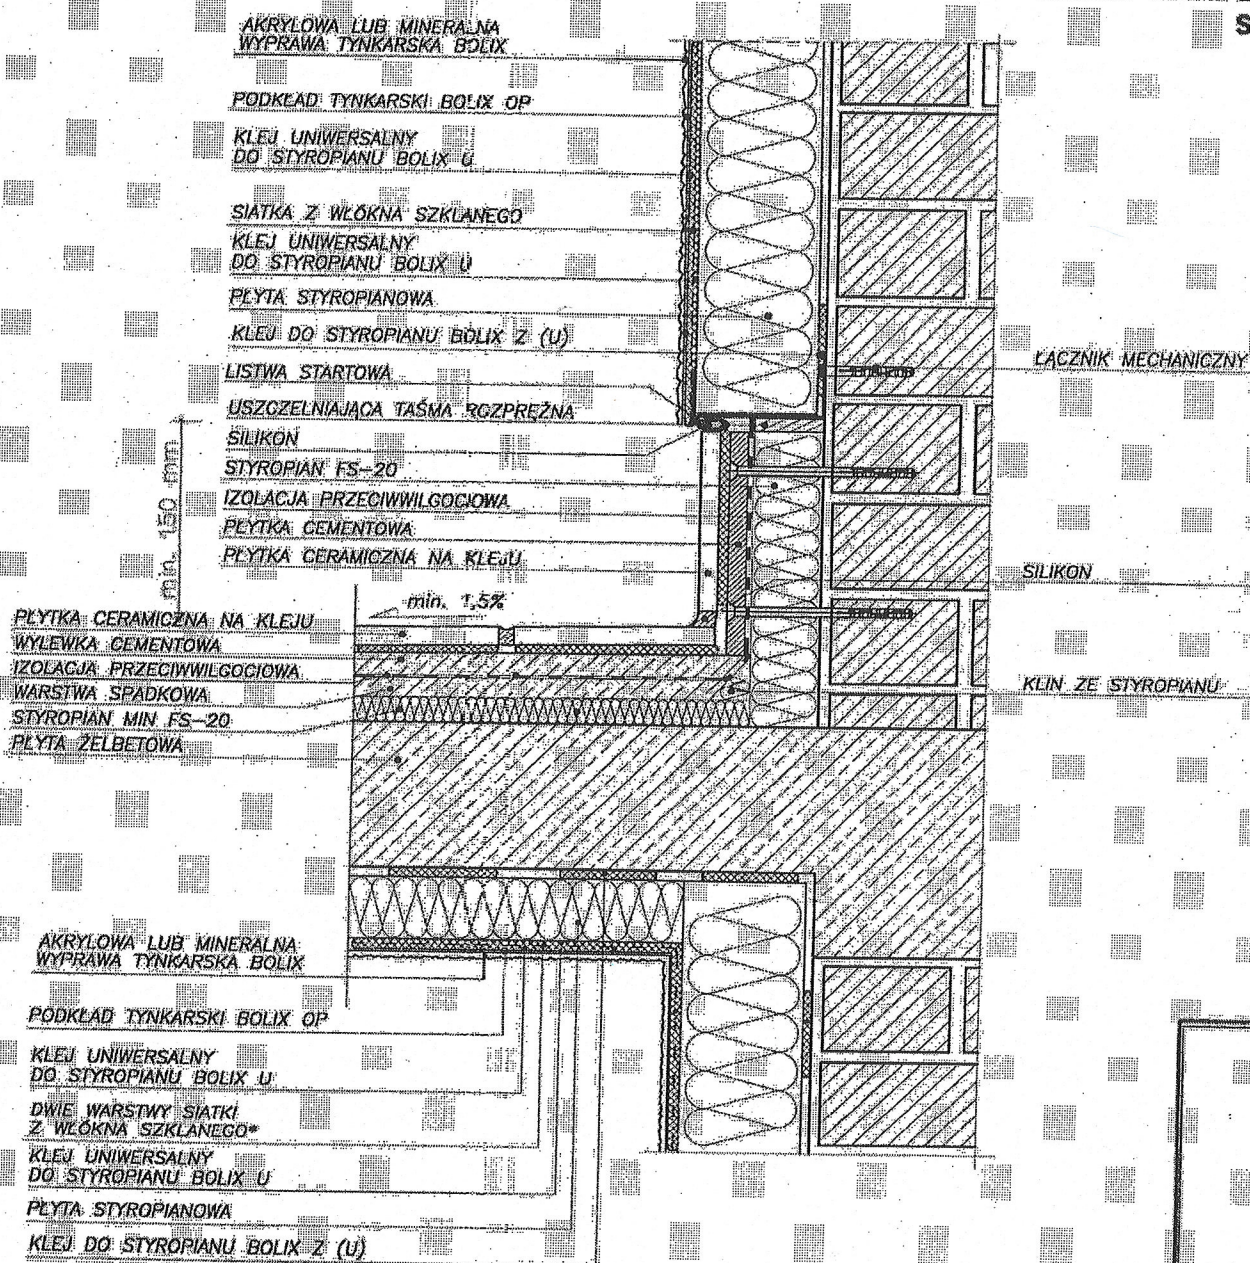 S
AKRYLOWA LUB MINERALNA
WYPRAWA TYNKARSKA BOLIX
PODKŁAD TYNKARSKI BOLIX OP
KLEJ UNIWERSALNY
DO STYROPIANU BOLIX U
SIATKA Z WŁÓKNA SZKLANEGO
KLEJ UNIWERSALNY
DO STYROPIANU BOLIX U
PŁYTA STYROPIANOWA
KLEJ DO STYROPIANU BOLIX Z (U)
LISTWA STARTOWA
USZCZELNIAJĄCA TAŚMA ROZPRĘŻNA
SILIKON
STYROPIAN FS-20
IZOLACJA PRZECIWWILGOCIOWA
PŁYTKA CEMENTOWA
PŁYTKA CERAMICZNA NA KLEJU
min. 150 mm
min. 1,5%
PŁYTKA CERAMICZNA NA KLEJU
WYLEWKA CEMENTOWA
IZOLACJA PRZECIWWILGOCIOWA
WARSTWA SPADKOWA
STYROPIAN MIN FS-20
PŁYTA ŻELBETOWA
ŁĄCZNIK MECHANICZNY
SILIKON
KLIN ZE STYROPIANU
AKRYLOWA LUB MINERALNA
WYPRAWA TYNKARSKA BOLIX
PODKŁAD TYNKARSKI BOLIX OP
KLEJ UNIWERSALNY
DO STYROPIANU BOLIX U
DWIE WARSTWY SIATKI
Z WŁÓKNA SZKLANEGO*
KLEJ UNIWERSALNY
DO STYROPIANU BOLIX U
PŁYTA STYROPIANOWA
KLEJ DO STYROPIANU BOLIX Z (U)